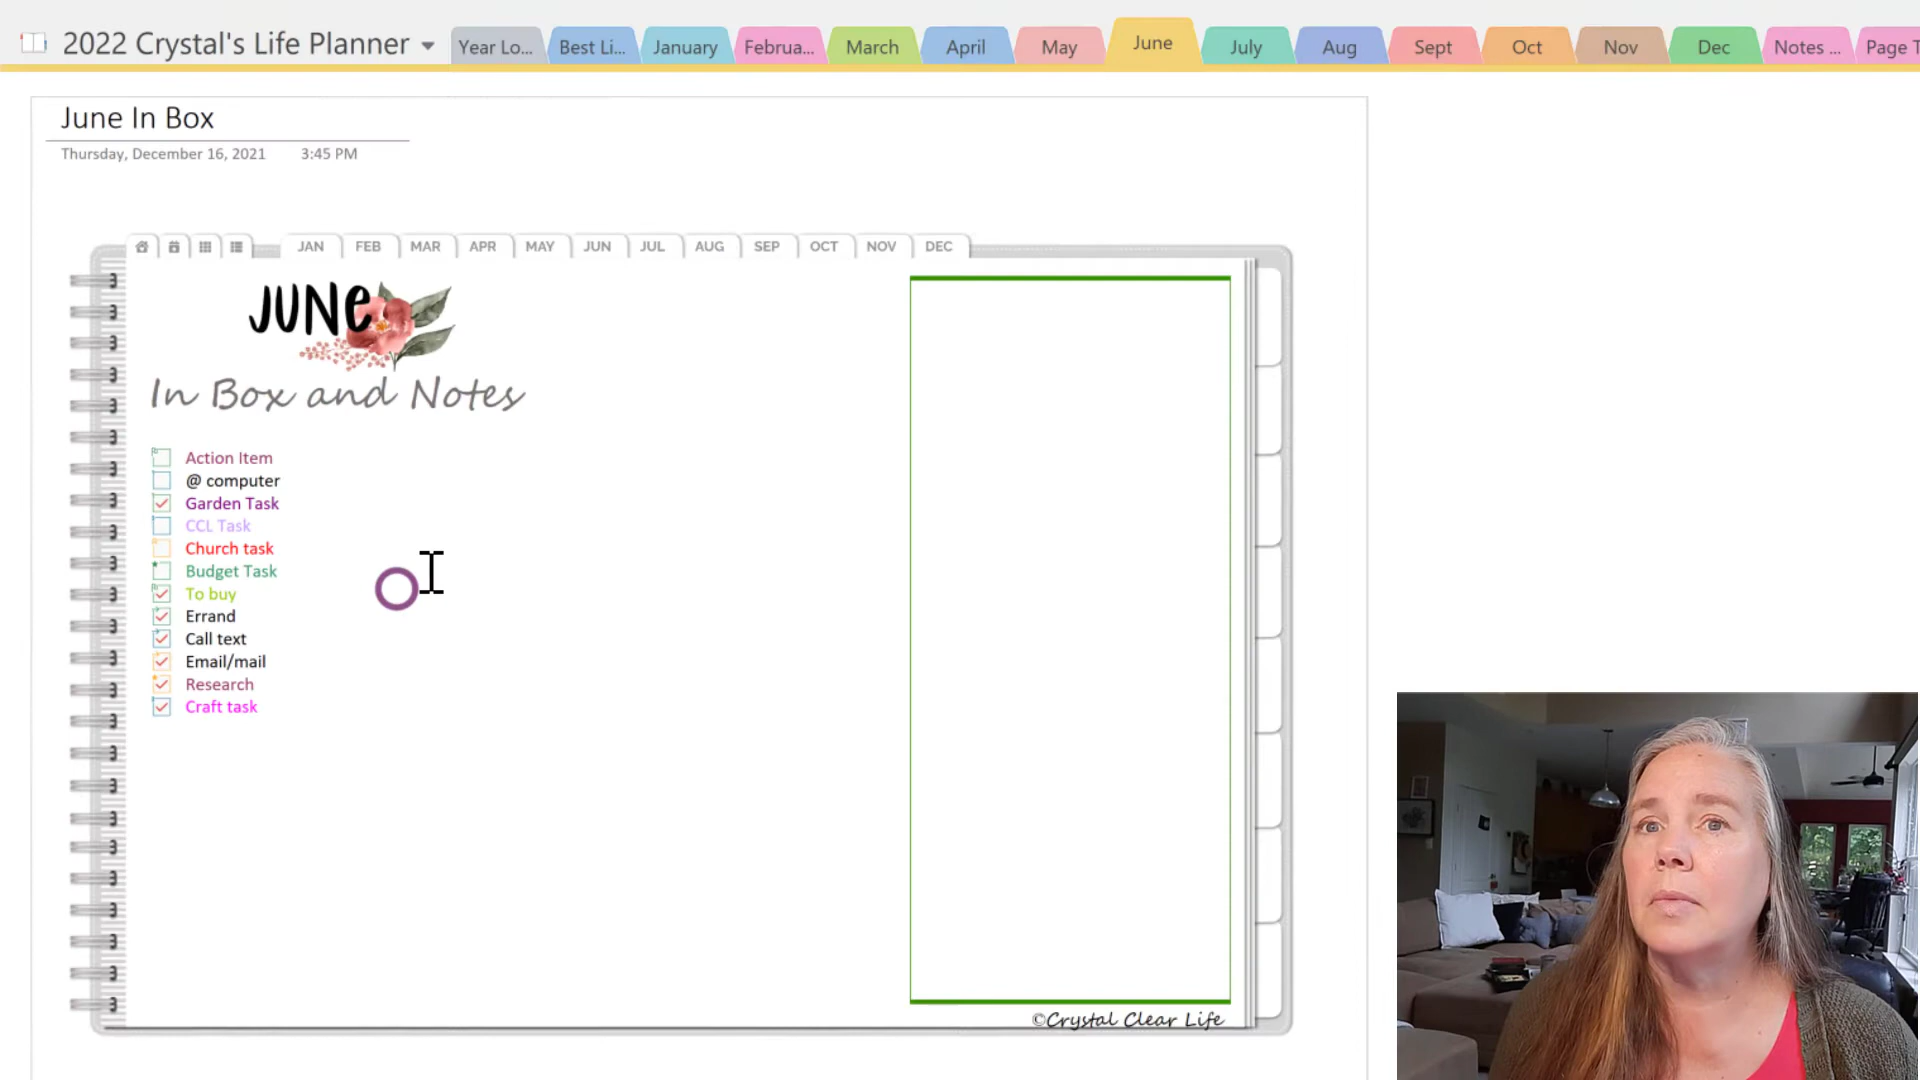 2022 Crystal's Life Planner
Year Lo... Best Li... January Februa... March April May June July Aug Sept Oct Nov Dec Notes ... Page T
June In Box
Thursday, December 16, 2021 3:45 PM
JAN FEB MAR APR MAY JUN JUL AUG SEP OCT NOV DEC
JUNe
In Box and Notes
Action Item
@ computer
Garden Task
CCL Task
Church task
Budget Task
To buy
Errand
Call text
Email/mail
Research
Craft task
©Crystal Clear Life